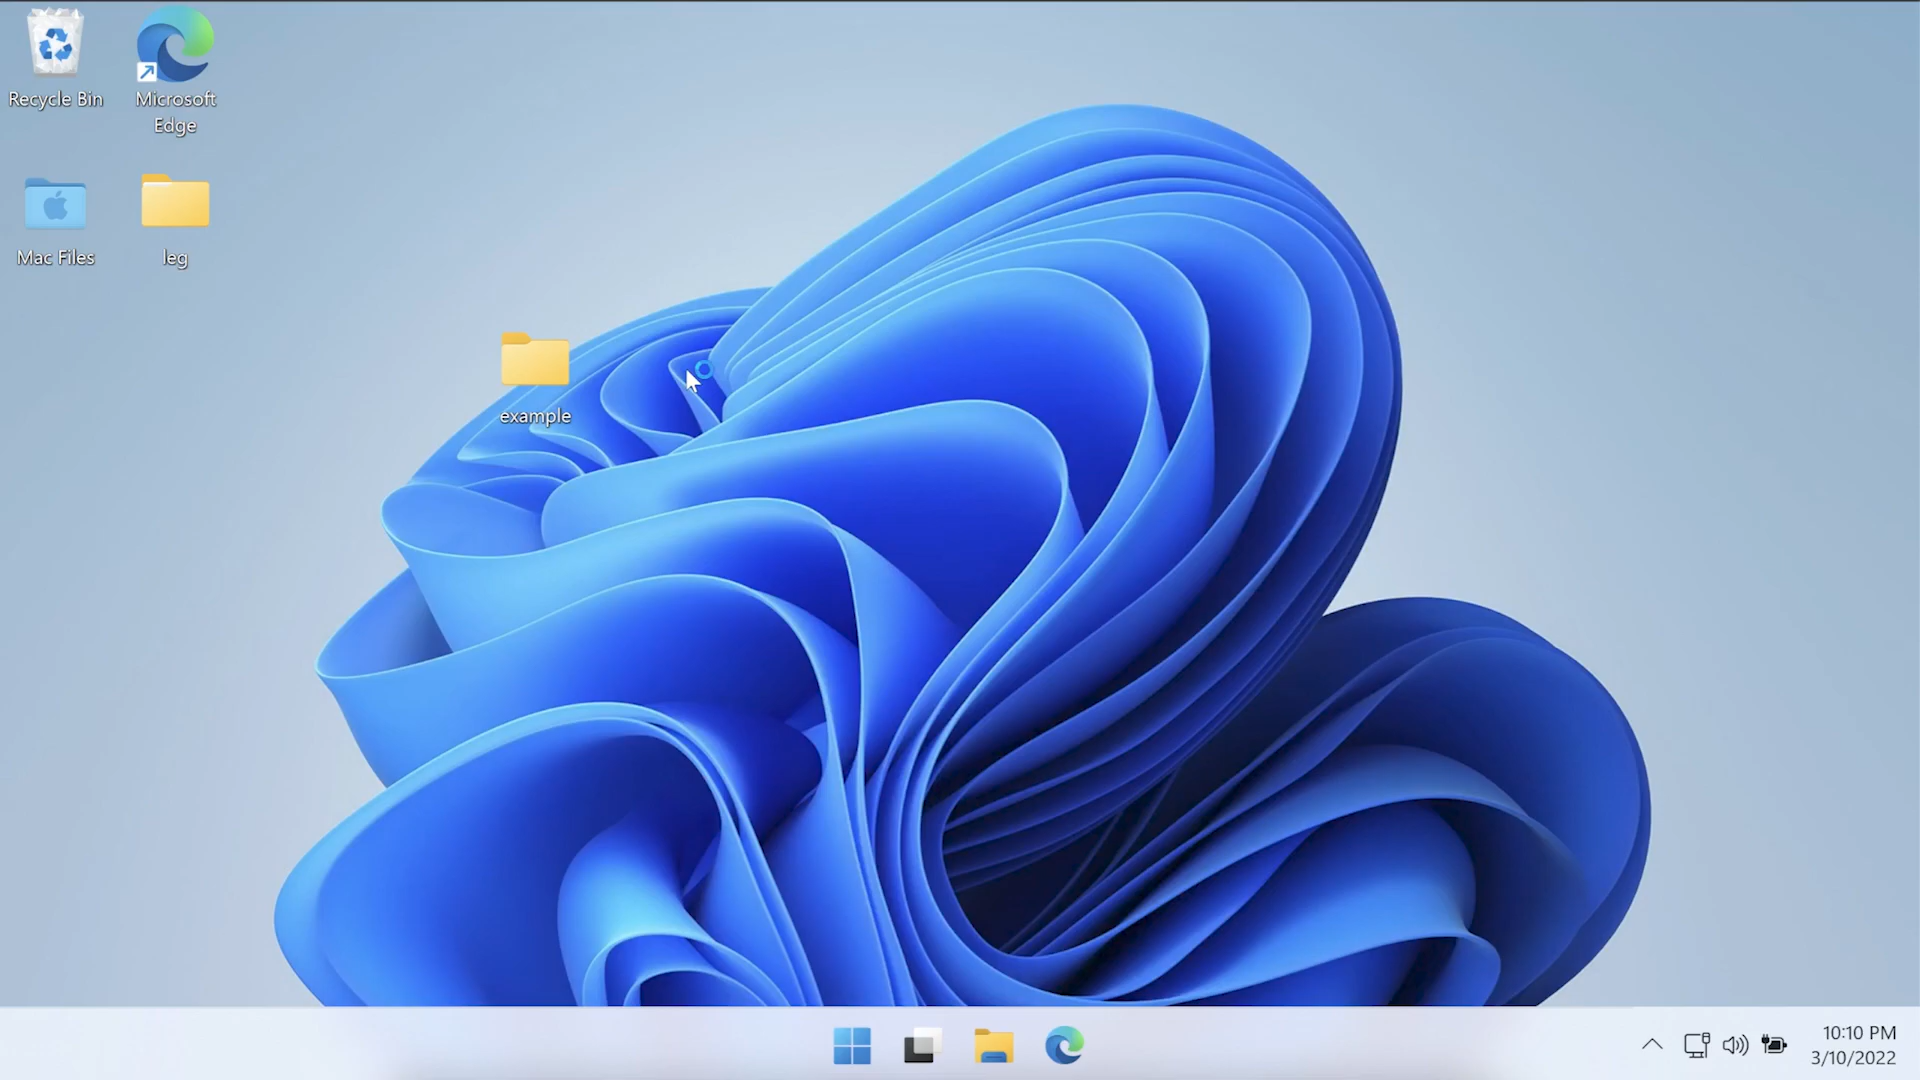 Recycle Bin
Microsoft
Edge
Mac Files
leg
example
10:10 PM
3/10/2022